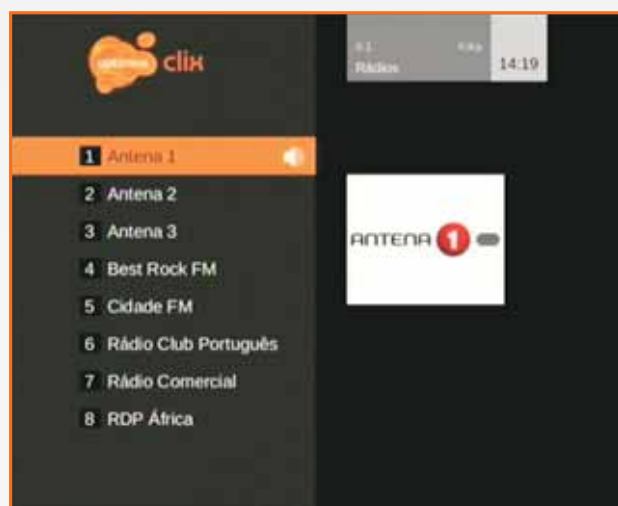 optimus clix
Rádios
14:19
1 Antena 1
2 Antena 2
3 Antena 3
4 Best Rock FM
5 Cidade FM
6 Rádio Club Português
7 Rádio Comercial
8 RDP África
ANTENA 1